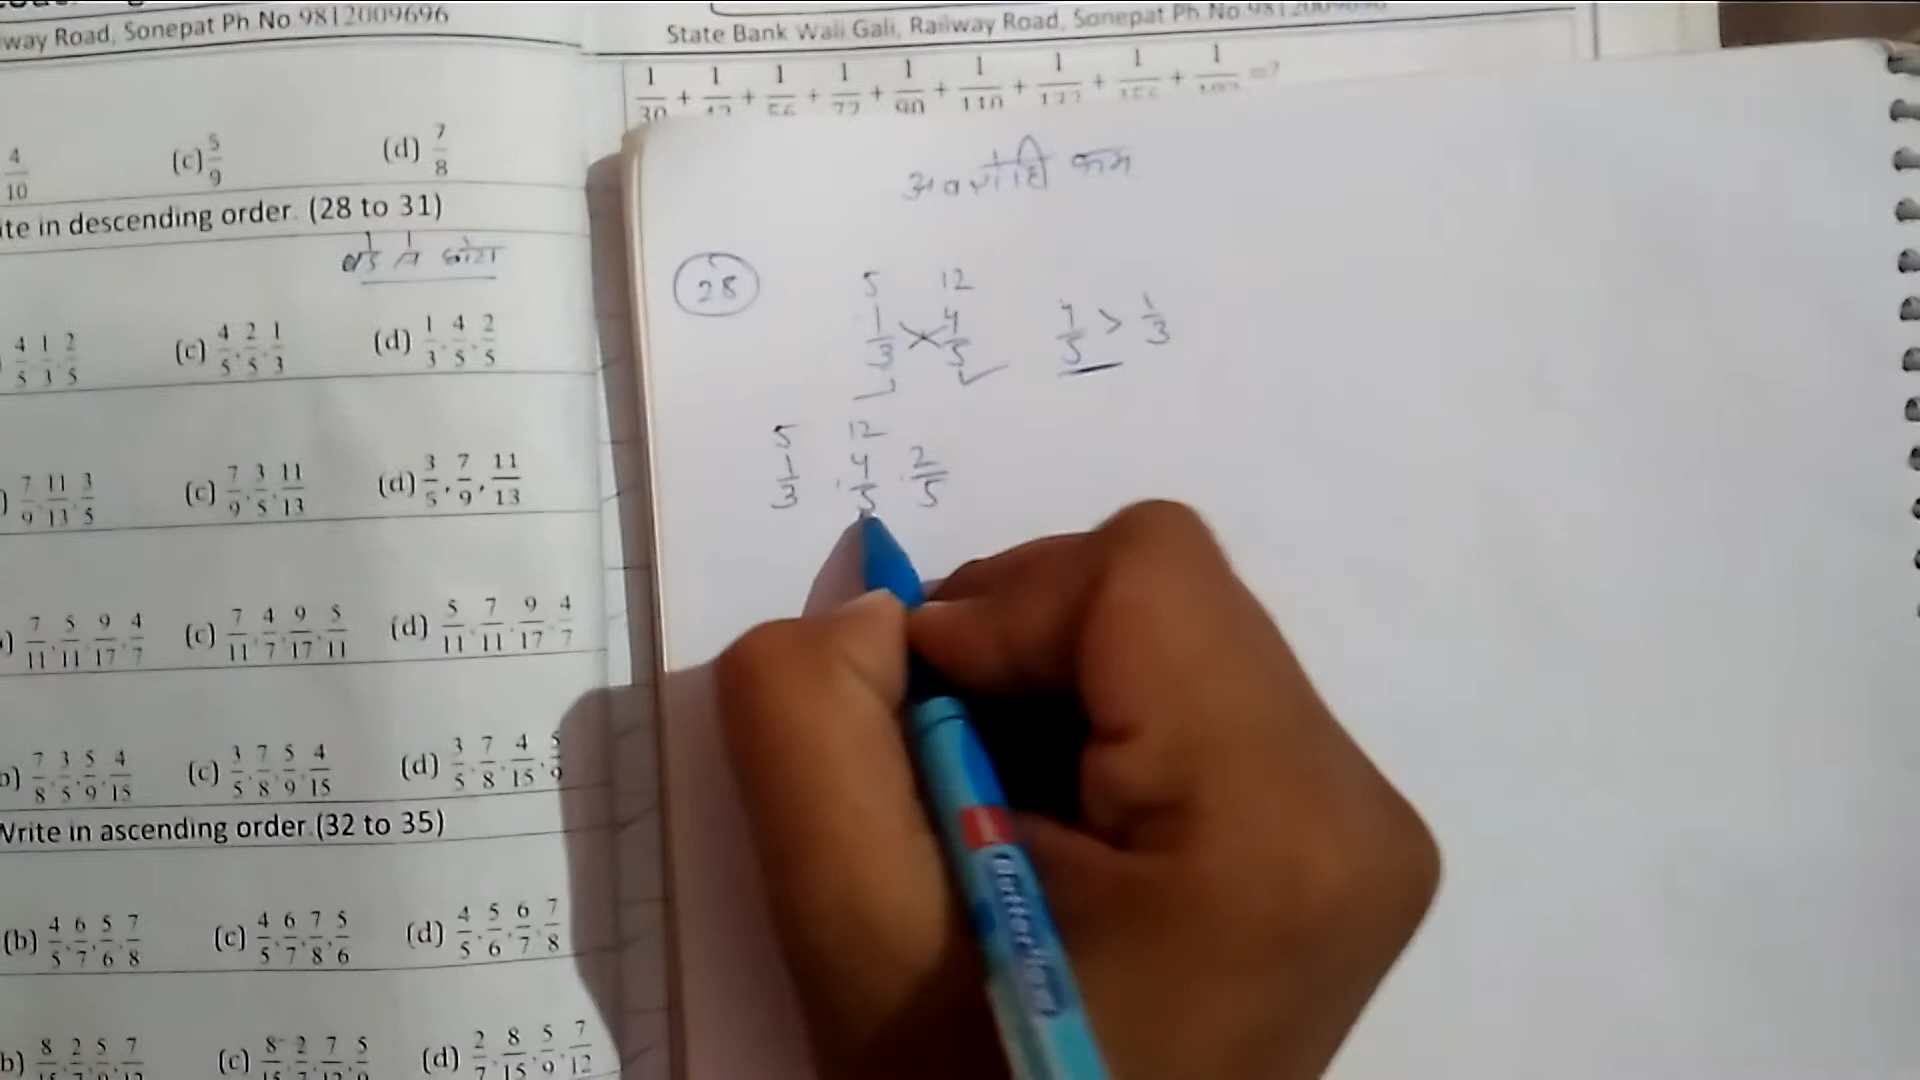 way Road, Sonepat Ph No 9812009696
4/10 (c) 5/9 (d) 7/8
te in descending order. (28 to 31)
4/5, 1/3, 2/5 (c) 4/5, 2/5, 1/3 (d) 1/3, 4/5, 2/5
) 7/9, 11/13, 3/5 (c) 7/9, 3/5, 11/13 (d) 3/5, 7/9, 11/13
) 7/11, 5/11, 9/17, 4/7 (c) 7/11, 4/7, 9/17, 5/11 (d) 5/11, 7/11, 9/17, 4/7
b) 7/8, 3/5, 5/9, 4/15 (c) 3/5, 7/8, 5/9, 4/15 (d) 3/5, 7/8, 4/15, 5/9
Write in ascending order (32 to 35)
(b) 4/5, 6/7, 5/6, 7/8 (c) 4/5, 6/7, 7/8, 5/6 (d) 4/5, 5/6, 6/7, 7/8
b) (c) (d) 2/7, 8/15, 5/9, 7/12
State Bank Wali Gali, Railway Road, Sonepat Ph No
1/30 + 1/42 + 1/56 + 1/72 + 1/90 + 1/110 + 1/132 + 1/156 + 1/182 =?
क्रम
28
5 12
1/3 4/5 4/5 > 1/3
5 12
1/3 4/5 2/5